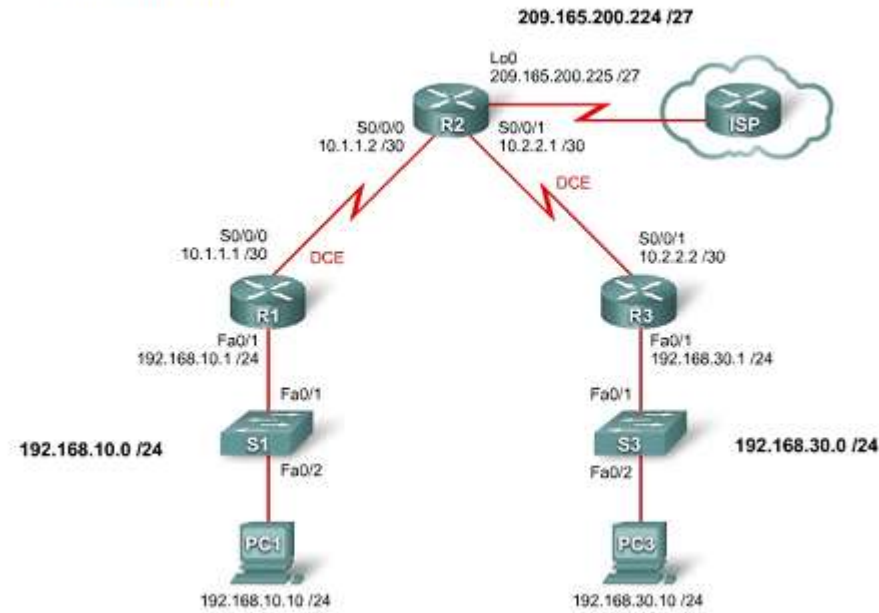 209.165.200.224 /27
Lo0
209.165.200.225 /27
R2
ISP
S0/0/0
10.1.1.2 /30
S0/0/1
10.2.2.1 /30
DCE
S0/0/0
10.1.1.1 /30
DCE
S0/0/1
10.2.2.2 /30
R1
R3
Fa0/1
192.168.10.1 /24
Fa0/1
192.168.30.1 /24
Fa0/1
Fa0/1
192.168.10.0 /24
S1
S3
192.168.30.0 /24
Fa0/2
Fa0/2
PC1
PC3
192.168.10.10 /24
192.168.30.10 /24